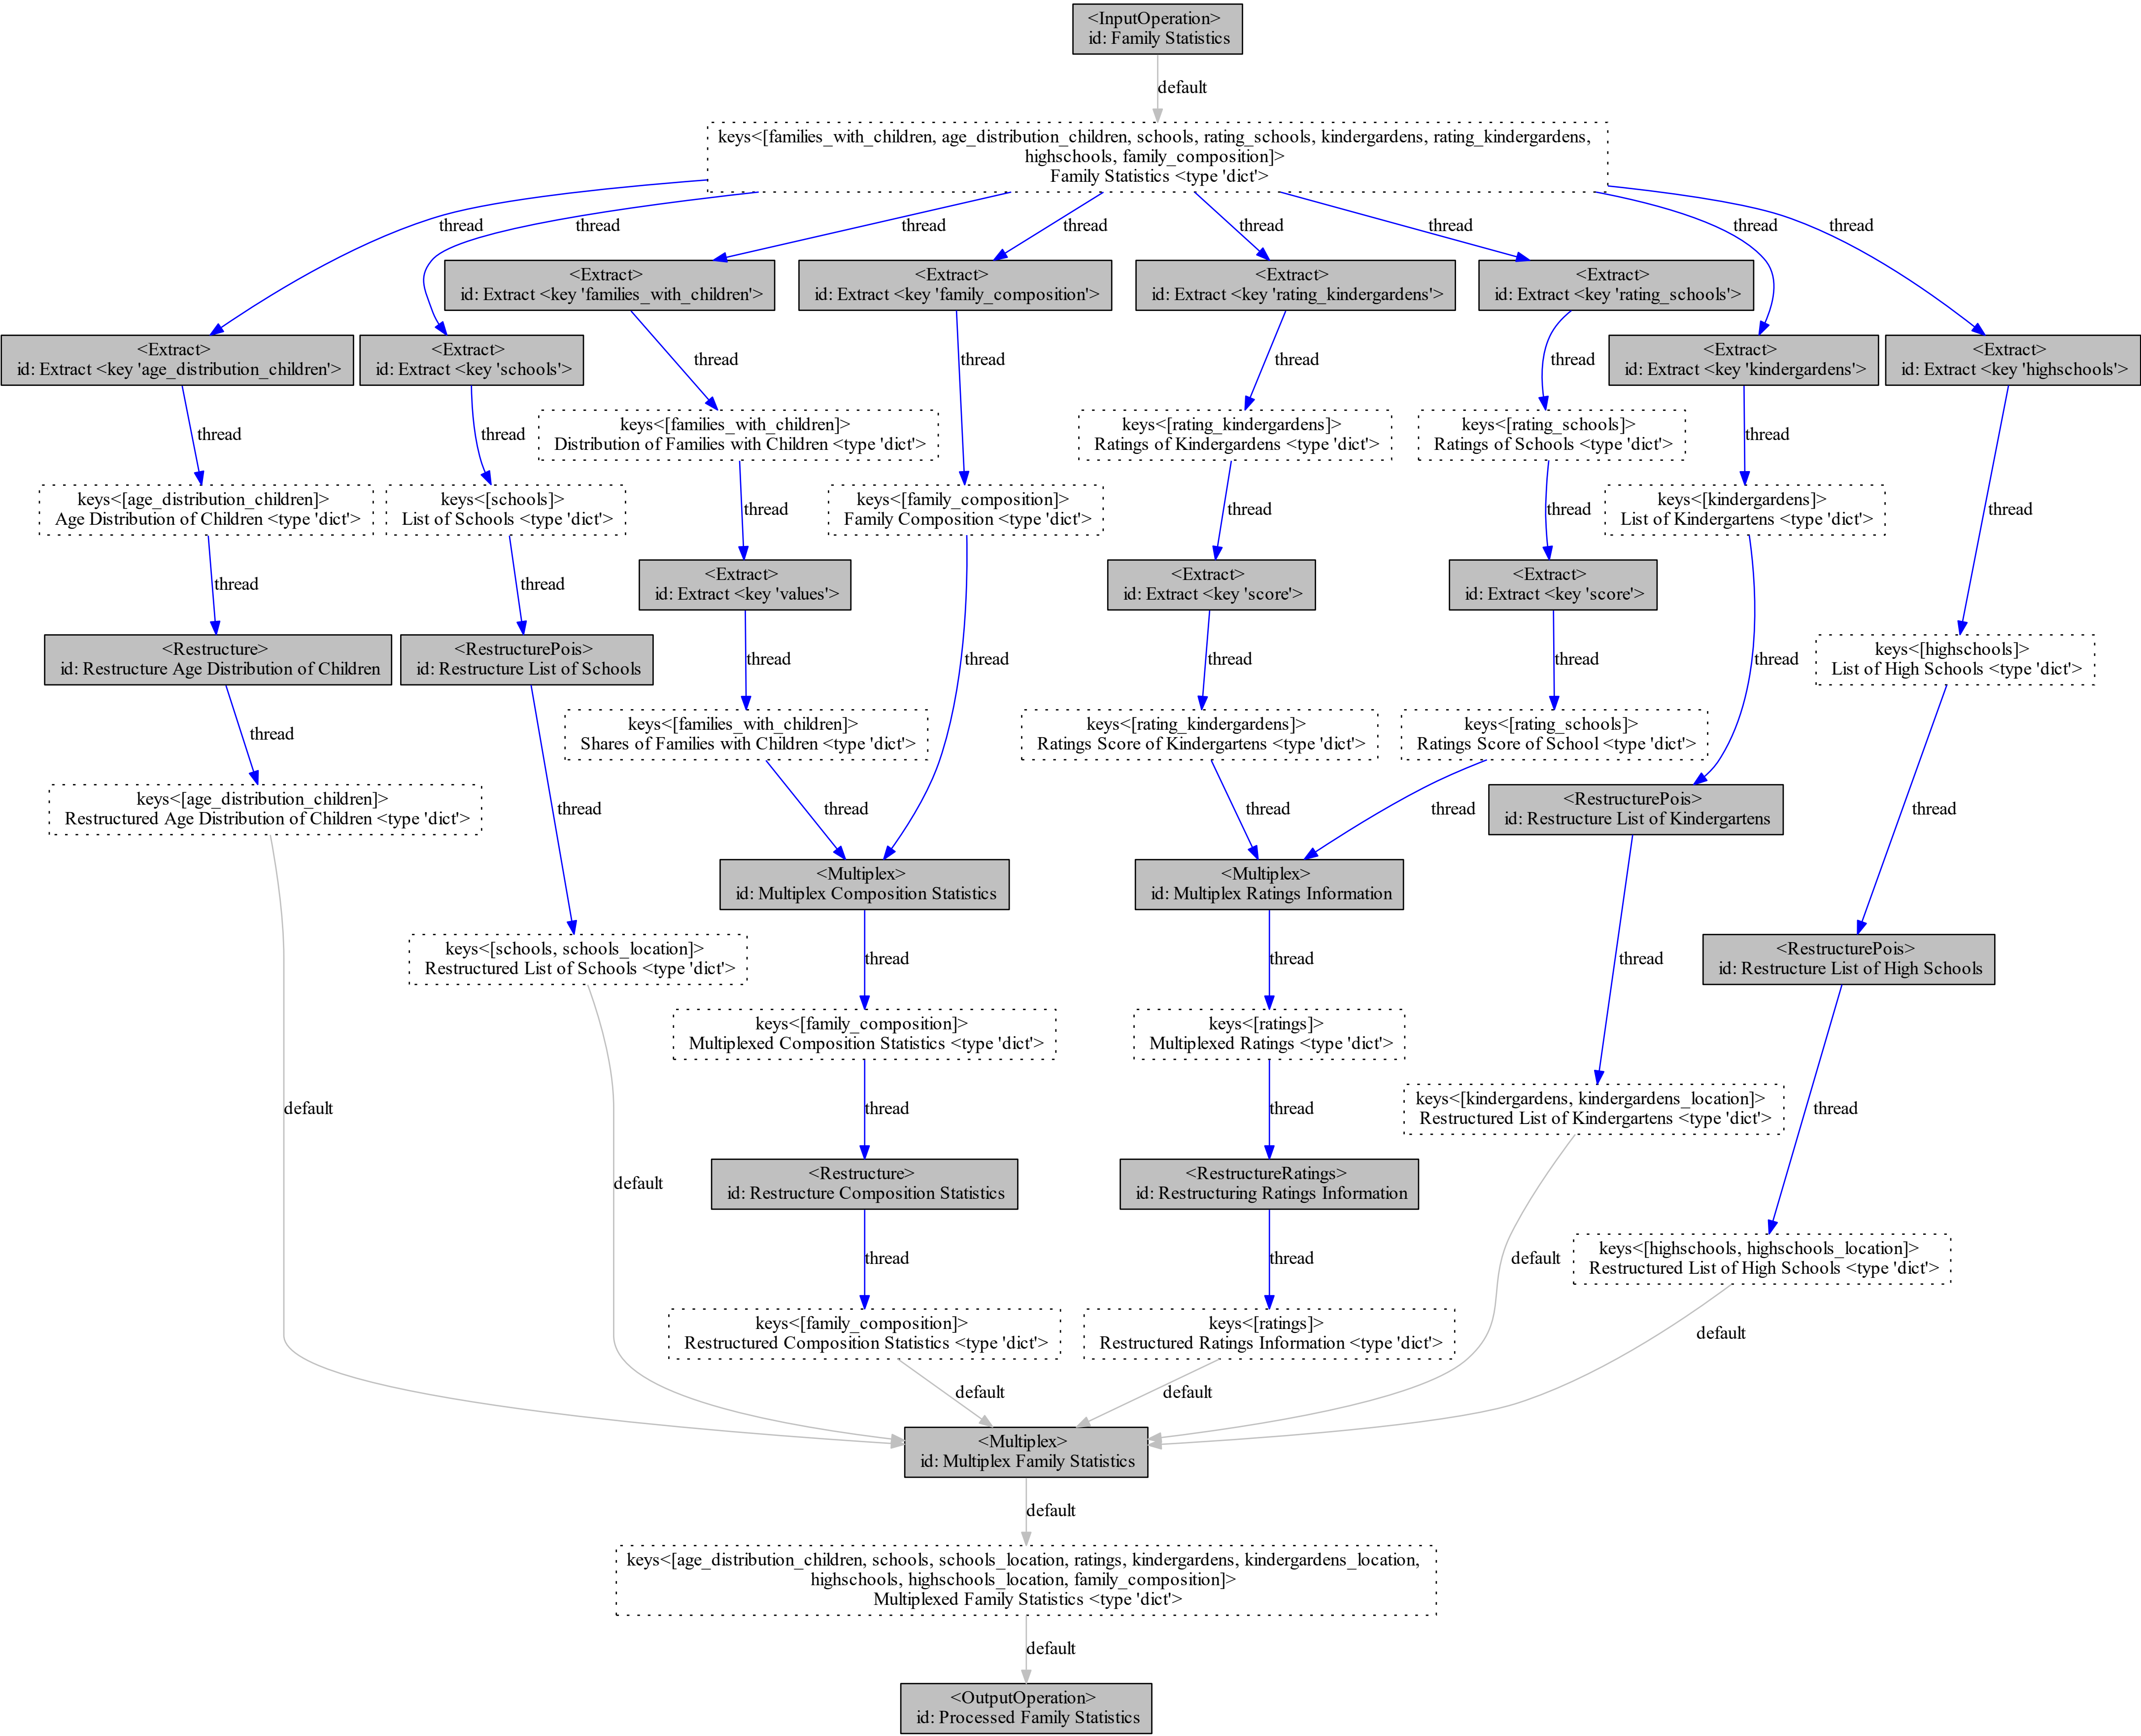 <InputOperation>
id: Family Statistics
default
keys<[families_with_children, age_distribution_children, schools, rating_schools, kindergardens, rating_kindergardens,
highschools, family_composition]>
Family Statistics <type 'dict'>
thread
thread
thread
thread
thread
thread
thread
thread
<Extract>
id: Extract <key 'families_with_children'>
<Extract>
id: Extract <key 'family_composition'>
<Extract>
id: Extract <key 'rating_kindergardens'>
<Extract>
id: Extract <key 'rating_schools'>
<Extract>
id: Extract <key 'age_distribution_children'>
<Extract>
id: Extract <key 'schools'>
<Extract>
id: Extract <key 'kindergardens'>
<Extract>
id: Extract <key 'highschools'>
thread
thread
thread
thread
keys<[families_with_children]>
Distribution of Families with Children <type 'dict'>
keys<[rating_kindergardens]>
Ratings of Kindergardens <type 'dict'>
keys<[rating_schools]>
Ratings of Schools <type 'dict'>
thread
thread
thread
keys<[age_distribution_children]>
Age Distribution of Children <type 'dict'>
keys<[schools]>
List of Schools <type 'dict'>
keys<[family_composition]>
Family Composition <type 'dict'>
keys<[kindergardens]>
List of Kindergartens <type 'dict'>
thread
thread
thread
thread
<Extract>
id: Extract <key 'values'>
<Extract>
id: Extract <key 'score'>
<Extract>
id: Extract <key 'score'>
thread
thread
<Restructure>
id: Restructure Age Distribution of Children
<RestructurePois>
id: Restructure List of Schools
thread
thread
thread
thread
thread
keys<[highschools]>
List of High Schools <type 'dict'>
thread
keys<[families_with_children]>
Shares of Families with Children <type 'dict'>
keys<[rating_kindergardens]>
Ratings Score of Kindergartens <type 'dict'>
keys<[rating_schools]>
Ratings Score of School <type 'dict'>
keys<[age_distribution_children]>
Restructured Age Distribution of Children <type 'dict'>
thread
thread
thread
thread
<RestructurePois>
id: Restructure List of Kindergartens
thread
<Multiplex>
id: Multiplex Composition Statistics
<Multiplex>
id: Multiplex Ratings Information
keys<[schools, schools_location]>
Restructured List of Schools <type 'dict'>
thread
thread
thread
<RestructurePois>
id: Restructure List of High Schools
keys<[family_composition]>
Multiplexed Composition Statistics <type 'dict'>
keys<[ratings]>
Multiplexed Ratings <type 'dict'>
default
thread
thread
keys<[kindergardens, kindergardens_location]>
Restructured List of Kindergartens <type 'dict'>
thread
default
<Restructure>
id: Restructure Composition Statistics
<RestructureRatings>
id: Restructuring Ratings Information
thread
thread
default
keys<[highschools, highschools_location]>
Restructured List of High Schools <type 'dict'>
keys<[family_composition]>
Restructured Composition Statistics <type 'dict'>
keys<[ratings]>
Restructured Ratings Information <type 'dict'>
default
default
default
<Multiplex>
id: Multiplex Family Statistics
default
keys<[age_distribution_children, schools, schools_location, ratings, kindergardens, kindergardens_location,
highschools, highschools_location, family_composition]>
Multiplexed Family Statistics <type 'dict'>
default
<OutputOperation>
id: Processed Family Statistics